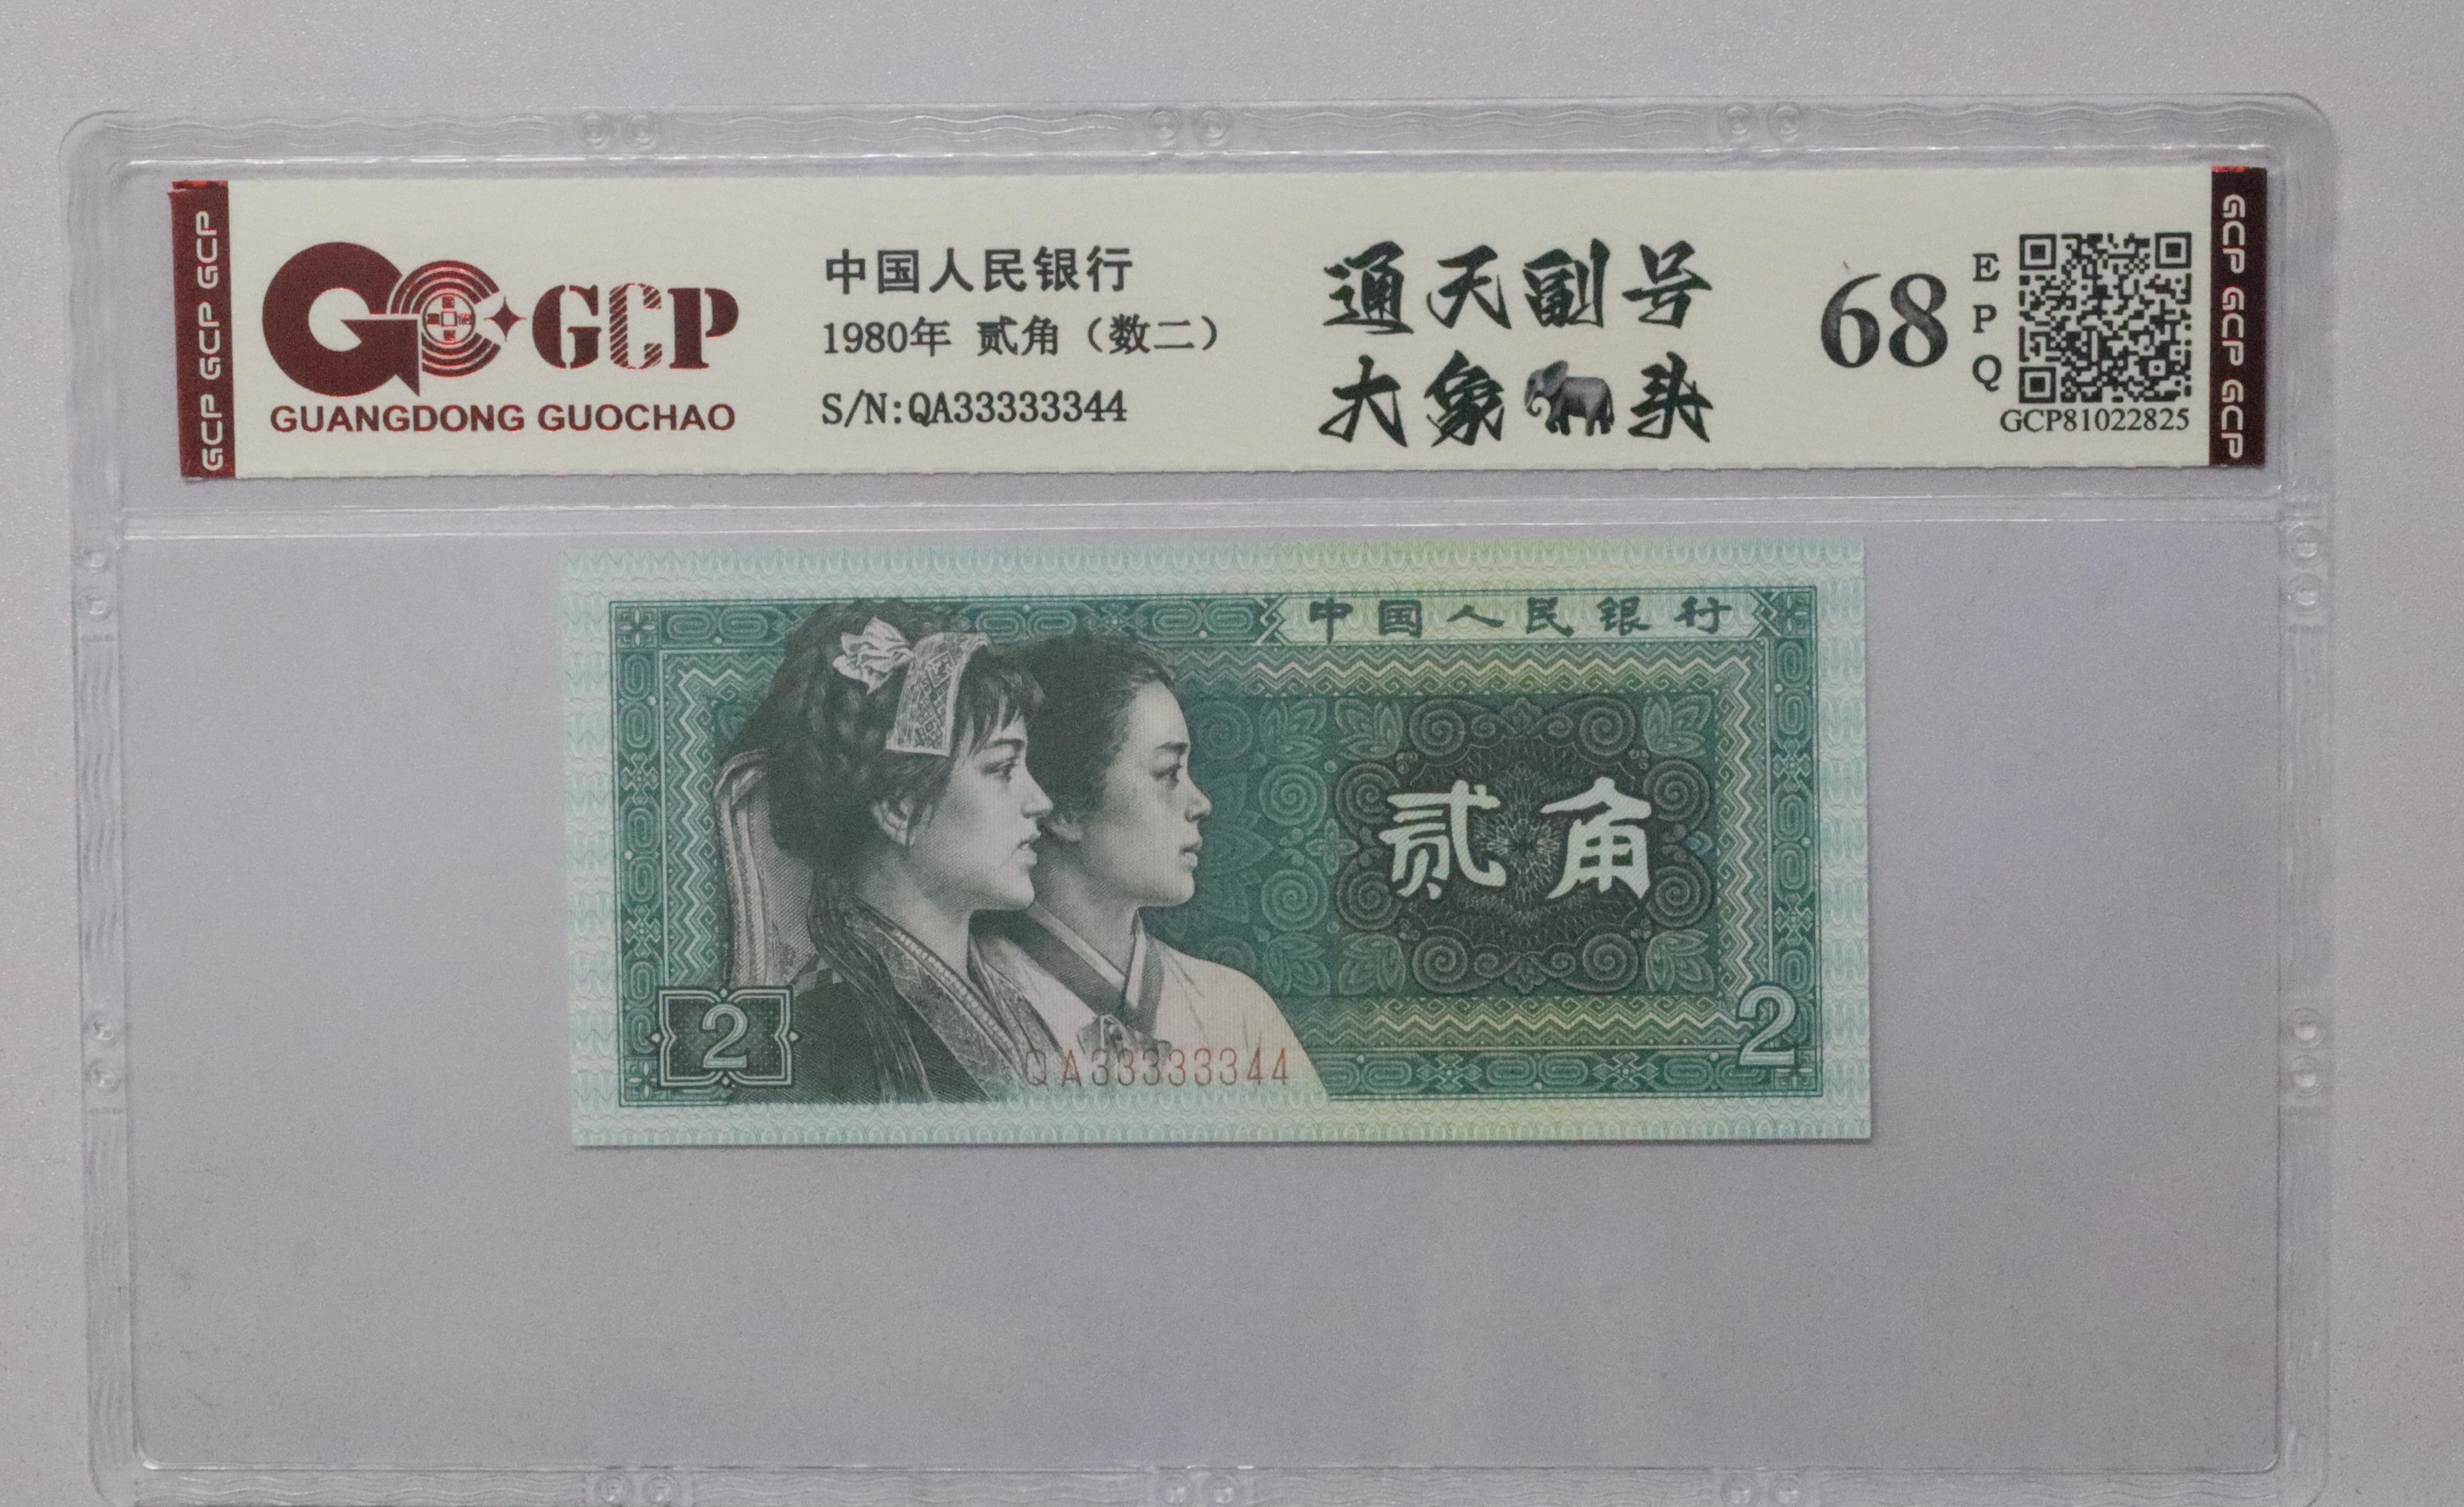 GCP GCP GCP
GCP
GUANGDONG GUOCHAO
中国人民银行
1980年 贰角（数二）
S/N:QA33333344
通天副号
大象🐘头
68
E
P
Q
GCP81022825
GCP GCP GCP
中国人民银行
贰角
2
2
QA33333344